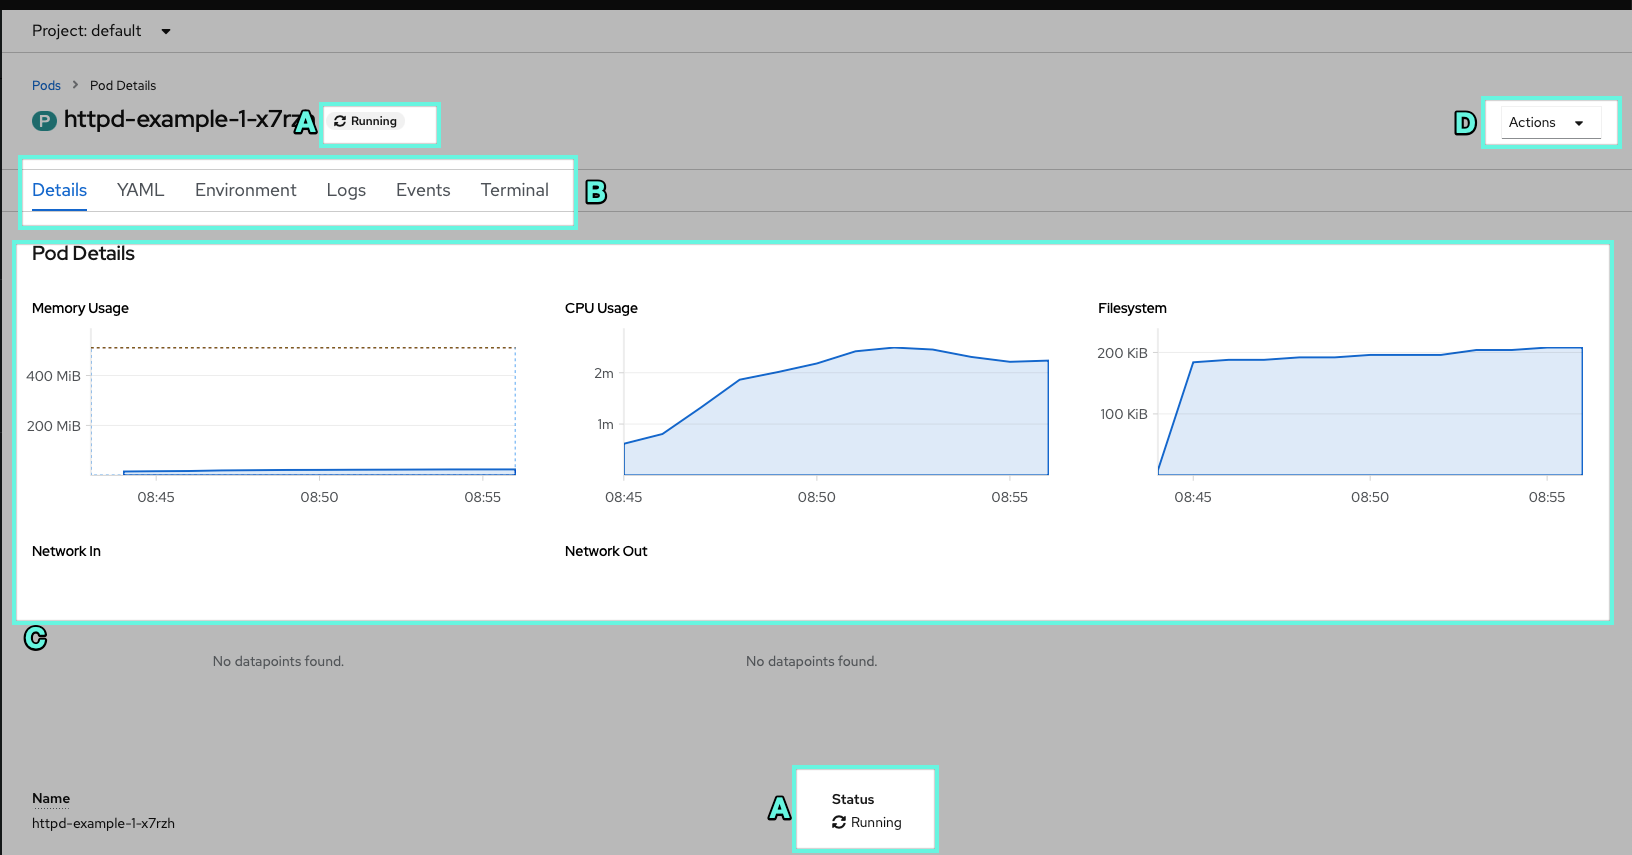 Project: default
Pods > Pod Details
P httpd-example-1-x7rz A Running
D Actions
Details YAML Environment Logs Events Terminal B
Pod Details
Memory Usage CPU Usage Filesystem
400 MiB
200 MiB
08:45 08:50 08:55
2m
1m
08:45 08:50 08:55
200 KiB
100 KiB
08:45 08:50 08:55
Network In Network Out
C
No datapoints found. No datapoints found.
Name
httpd-example-1-x7rzh
A
Status
Running